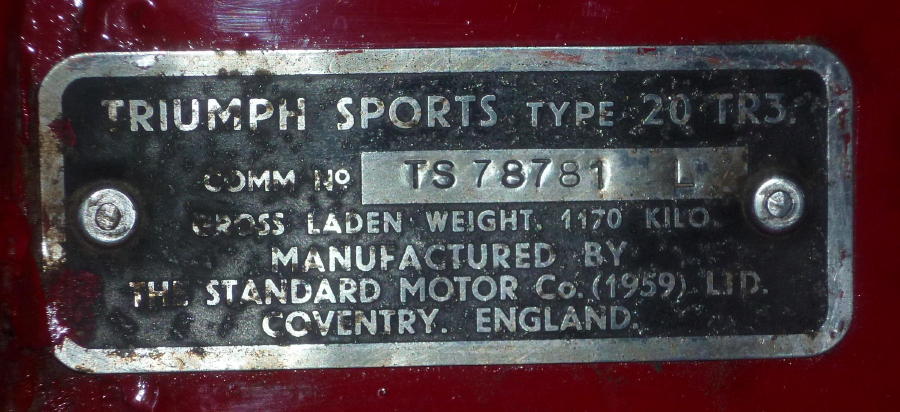 TRIUMPH SPORTS TYPE 20 TR3.
COMM No TS 78781 L
GROSS LADEN WEIGHT. 1170 KILO.
MANUFACTURED BY
THE STANDARD MOTOR Co. (1959) LTD.
COVENTRY. ENGLAND.